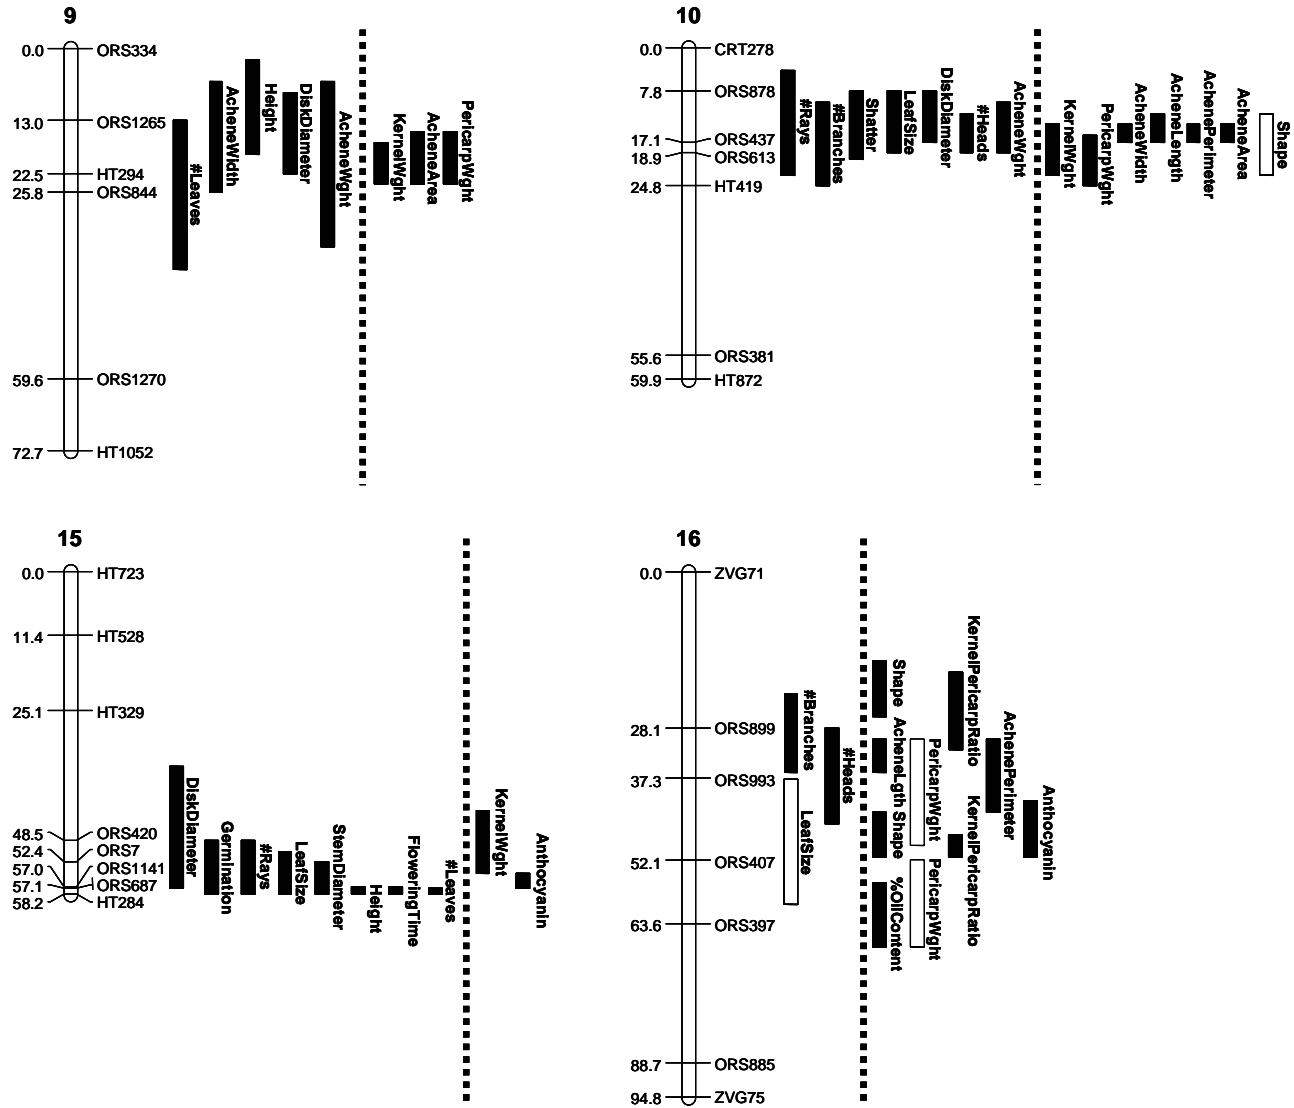 9
0.0 ORS334
13.0 ORS1265
22.5 HT294
25.8 ORS844
59.6 ORS1270
72.7 HT1052
#Leaves
AcheneWidth
Height
DiskDiameter
AcheneWght
KernelWght
AcheneArea
PericarpWght
10
0.0 CRT278
7.8 ORS878
17.1 ORS437
18.9 ORS613
24.8 HT419
55.6 ORS381
59.9 HT872
#Rays
#Branches
Shatter
LeafSize
DiskDiameter
#Heads
AcheneWght
KernelWght
PericarpWght
AcheneWidth
AcheneLength
AchenePerimeter
AcheneArea
Shape
15
0.0 HT723
11.4 HT528
25.1 HT329
48.5 ORS420
52.4 ORS7
57.0 ORS1141
57.1 ORS687
58.2 HT284
DiskDiameter
Germination
#Rays
LeafSize
StemDiameter
Height
FloweringTime
#Leaves
KernelWght
Anthocyanin
16
0.0 ZVG71
28.1 ORS899
37.3 ORS993
52.1 ORS407
63.6 ORS397
88.7 ORS885
94.8 ZVG75
#Branches
LeafSize
#Heads
Shape
AcheneLgth
Shape
%OilContent
PericarpWght
PericarpWght
KernelPericarpRatio
KernelPericarpRatio
AchenePerimeter
Anthocyanin